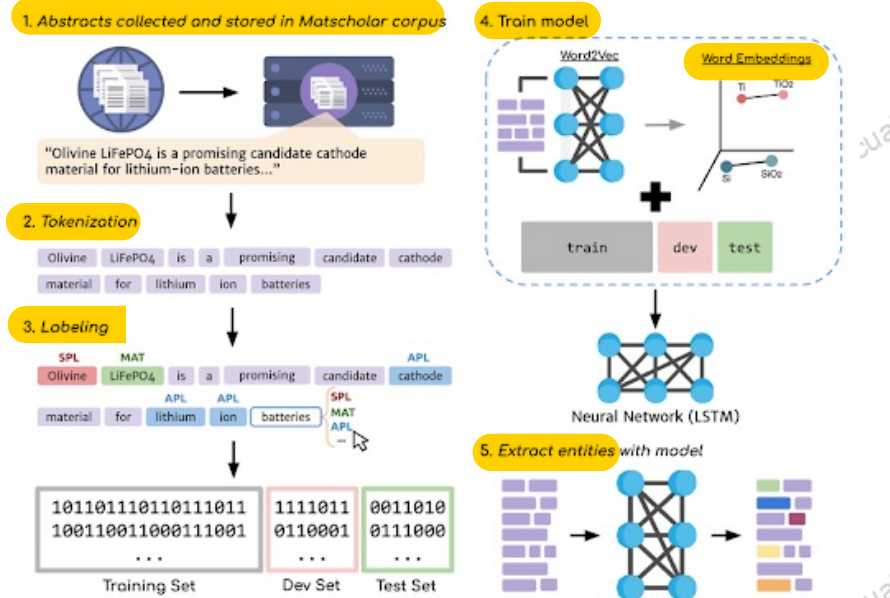 1. Abstracts collected and stored in Matscholar corpus
"Olivine LiFePO4 is a promising candidate cathode
material for lithium-ion batteries..."
2. Tokenization
Olivine LiFePO4 is a promising candidate cathode
material for lithium ion batteries
3. Labeling
SPL MAT APL
Olivine LiFePO4 is a promising candidate cathode
APL APL
material for lithium ion batteries
SPL
MAT
APL
...
1011011110110111011
100110011000111001
...
1111011
0110001
...
0011010
0111000
...
Training Set Dev Set Test Set
4. Train model
Word2Vec
Word Embeddings
Ti TiO2
Si SiO2
train dev test
Neural Network (LSTM)
5. Extract entities with model